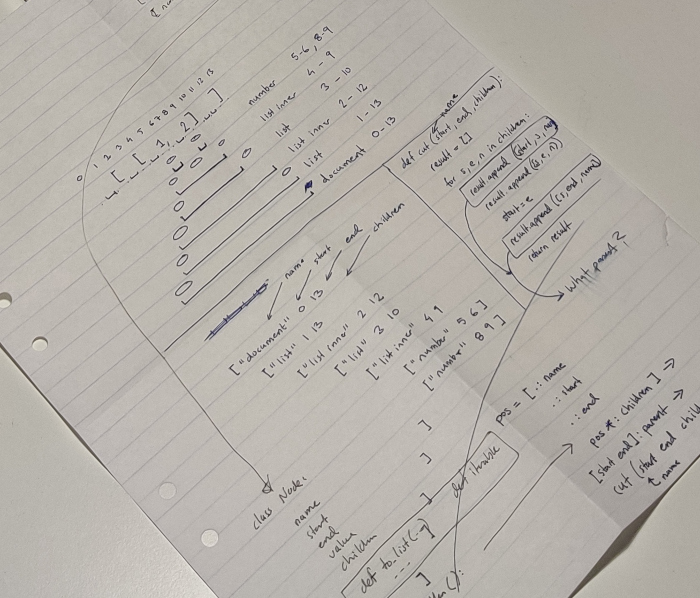 0 1 2 3 4 5 6 7 8 9 10 11 12 13
[ [ 1, 2 ] ]
number 5-6, 8-9
list inner 4 - 9
list 3 - 10
list inner 2 - 12
list 1 - 13
document 0 - 13
name
def cut (start, end, children):
result = []
for s, e, n in children:
result.append (start, s, name)
result.append (s, e, n)
start = e
result.append (s, end, name)
return result
What parent?
name
start
end
children
["document" 0 13
["list" 1 13
["list inner" 2 12
["list" 3 10
["list inner" 4 9
["number" 5 6]
["number" 8 9]
]
]
]
]
pos = [ .: name
.: start
.: end
pos *: children ] →
[start end]: parent →
cut (start end child
↑ name
class Node:
name
start
end
value
children
def iterable
def to_list (
():